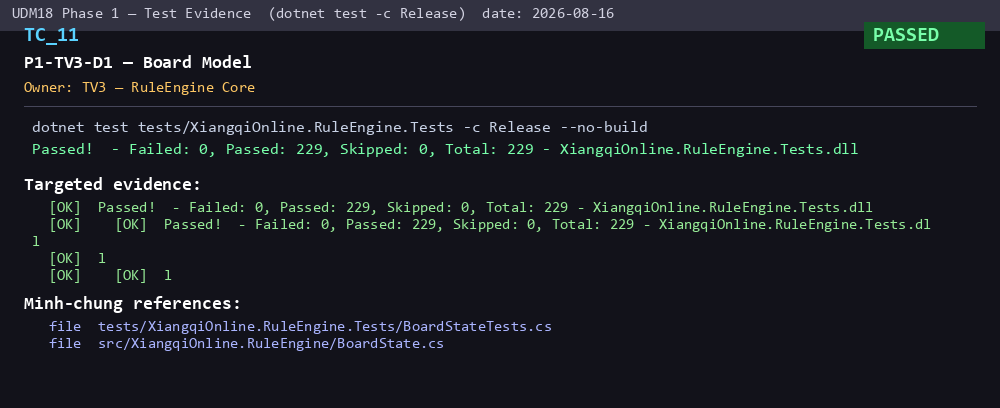 UDM18 Phase 1 — Test Evidence  (dotnet test -c Release)  date: 2026-08-16
TC_11
PASSED
P1-TV3-D1 — Board Model
Owner: TV3 — RuleEngine Core
dotnet test tests/XiangqiOnline.RuleEngine.Tests -c Release --no-build
Passed!  - Failed: 0, Passed: 229, Skipped: 0, Total: 229 - XiangqiOnline.RuleEngine.Tests.dll
Targeted evidence:
[OK]  Passed!  - Failed: 0, Passed: 229, Skipped: 0, Total: 229 - XiangqiOnline.RuleEngine.Tests.dll
[OK]    [OK]  Passed!  - Failed: 0, Passed: 229, Skipped: 0, Total: 229 - XiangqiOnline.RuleEngine.Tests.dl
l
[OK]  l
[OK]    [OK]  l
Minh-chung references:
file  tests/XiangqiOnline.RuleEngine.Tests/BoardStateTests.cs
file  src/XiangqiOnline.RuleEngine/BoardState.cs